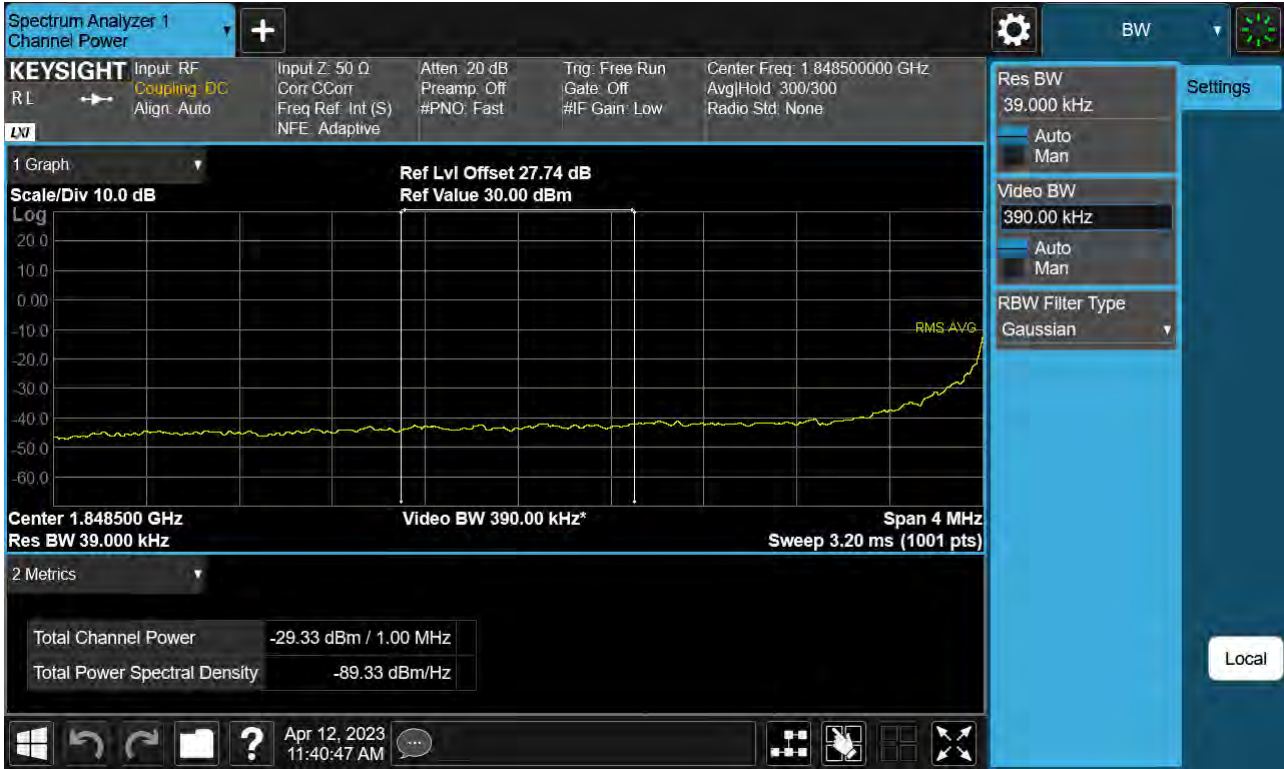 Spectrum Analyzer 1
Channel Power
+
BW
KEYSIGHT
R L
LXI
Input: RF
Coupling: DC
Align: Auto
Input Z: 50 Ω
Corr CCorr
Freq Ref: Int (S)
NFE: Adaptive
Atten: 20 dB
Preamp: Off
#PNO: Fast
Trig: Free Run
Gate: Off
#IF Gain: Low
Center Freq: 1.848500000 GHz
Avg|Hold: 300/300
Radio Std: None
Res BW
39.000 kHz
Auto
Man
Settings
Video BW
390.00 kHz
Auto
Man
RBW Filter Type
Gaussian
1 Graph
Ref Lvl Offset 27.74 dB
Scale/Div 10.0 dB
Ref Value 30.00 dBm
Log
20.0
10.0
0.00
-10.0
RMS AVG
-20.0
-30.0
-40.0
-50.0
-60.0
Center 1.848500 GHz
Video BW 390.00 kHz*
Span 4 MHz
Res BW 39.000 kHz
Sweep 3.20 ms (1001 pts)
2 Metrics
Total Channel Power -29.33 dBm / 1.00 MHz
Total Power Spectral Density -89.33 dBm/Hz
Local
?
Apr 12, 2023
11:40:47 AM